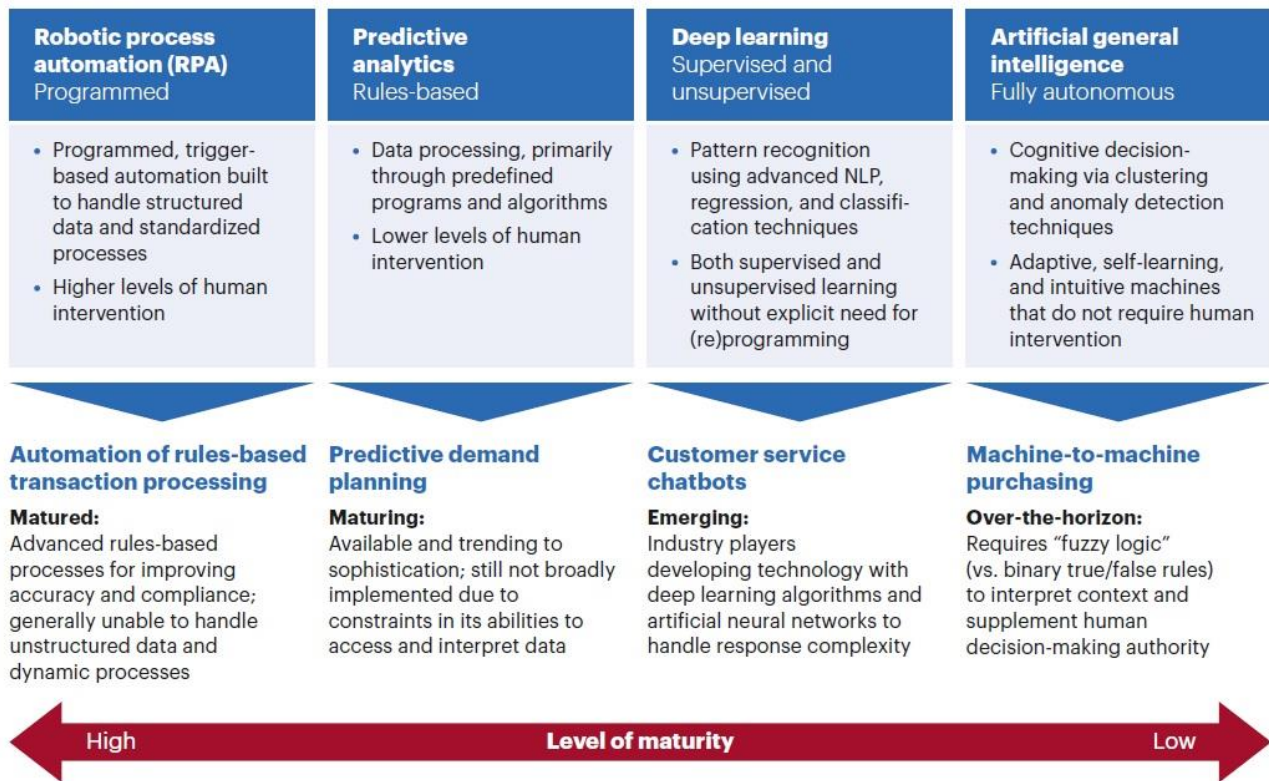 Robotic process
automation (RPA)
Programmed
• Programmed, trigger-
based automation built
to handle structured
data and standardized
processes
• Higher levels of human
intervention
Automation of rules-based
transaction processing
Matured:
Advanced rules-based
processes for improving
accuracy and compliance;
generally unable to handle
unstructured data and
dynamic processes
Predictive
analytics
Rules-based
• Data processing, primarily
through predefined
programs and algorithms
• Lower levels of human
intervention
Predictive demand
planning
Maturing:
Available and trending to
sophistication; still not broadly
implemented due to
constraints in its abilities to
access and interpret data
Deep learning
Supervised and
unsupervised
• Pattern recognition
using advanced NLP,
regression, and classifi-
cation techniques
• Both supervised and
unsupervised learning
without explicit need for
(re)programming
Customer service
chatbots
Emerging:
Industry players
developing technology with
deep learning algorithms and
artificial neural networks to
handle response complexity
Artificial general
intelligence
Fully autonomous
• Cognitive decision-
making via clustering
and anomaly detection
techniques
• Adaptive, self-learning,
and intuitive machines
that do not require human
intervention
Machine-to-machine
purchasing
Over-the-horizon:
Requires “fuzzy logic”
(vs. binary true/false rules)
to interpret context and
supplement human
decision-making authority
High Level of maturity Low